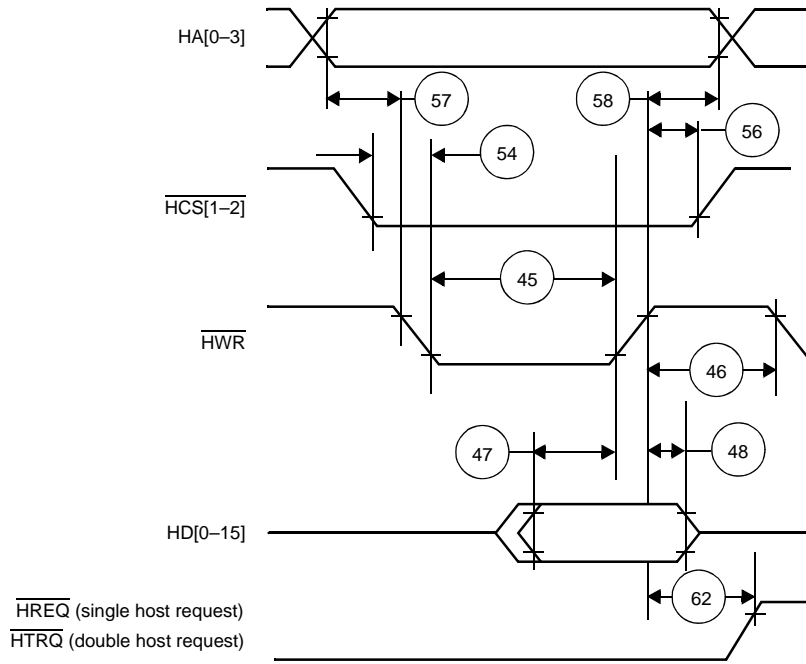 HA[0–3]
57
58
56
54
HCS[1–2]
45
HWR
46
47
48
HD[0–15]
62
HREQ (single host request)
HTRQ (double host request)